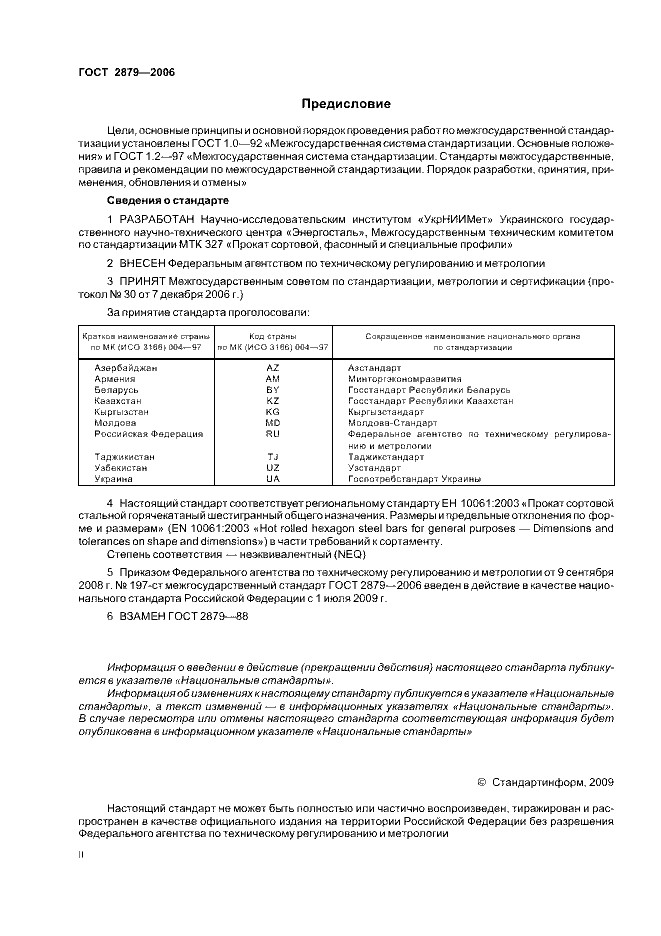 ГОСТ 2879—2006
Предисловие
Цели, основные принципы и основной порядок проведения работ по межгосударственной стандар-
тизации установлены ГОСТ 1.0—92 «Межгосударственная система стандартизации. Основные положе-
ния» и ГОСТ 1.2—97 «Межгосударственная система стандартизации. Стандарты межгосударственные,
правила и рекомендации по межгосударственной стандартизации. Порядок разработки, принятия, при-
менения, обновления и отмены»
Сведения о стандарте
1 РАЗРАБОТАН Научно-исследовательским институтом «УкрНИИМет» Украинского государ-
ственного научно-технического центра «Энергосталь», Межгосударственным техническим комитетом
по стандартизации МТК 327 «Прокат сортовой, фасонный и специальные профили»
2 ВНЕСЕН Федеральным агентством по техническому регулированию и метрологии
3 ПРИНЯТ Межгосударственным советом по стандартизации, метрологии и сертификации (про-
токол № 30 от 7 декабря 2006 г.)
За принятие стандарта проголосовали:
Краткое наименование страны по МК (ИСО 3166) 004—97 Код страны по МК (ИСО 3166) 004—97 Сокращенное наименование национального органа по стандартизации
Азербайджан AZ Азстандарт
Армения AM Минторгэкономразвития
Беларусь BY Госстандарт Республики Беларусь
Казахстан KZ Госстандарт Республики Казахстан
Кыргызстан KG Кыргызстандарт
Молдова MD Молдова-Стандарт
Российская Федерация RU Федеральное агентство по техническому регулирова-
нию и метрологии
Таджикистан TJ Таджикстандарт
Узбекистан UZ Узстандарт
Украина UA Госпотребстандарт Украины
4 Настоящий стандарт соответствует региональному стандарту ЕН 10061:2003 «Прокат сортовой
стальной горячекатаный шестигранный общего назначения. Размеры и предельные отклонения по фор-
ме и размерам» (EN 10061:2003 «Hot rolled hexagon steel bars for general purposes — Dimensions and
tolerances on shape and dimensions») в части требований к сортаменту.
Степень соответствия — неэквивалентный (NEQ)
5 Приказом Федерального агентства по техническому регулированию и метрологии от 9 сентября
2008 г. № 197-ст межгосударственный стандарт ГОСТ 2879—2006 введен в действие в качестве нацио-
нального стандарта Российской Федерации с 1 июля 2009 г.
6 ВЗАМЕН ГОСТ 2879—88
Информация о введении в действие (прекращении действия) настоящего стандарта публику-
ется в указателе «Национальные стандарты».
Информация об изменениях к настоящему стандарту публикуется в указателе «Национальные
стандарты», а текст изменений — в информационных указателях «Национальные стандарты».
В случае пересмотра или отмены настоящего стандарта соответствующая информация будет
опубликована в информационном указателе «Национальные стандарты»
© Стандартинформ, 2009
Настоящий стандарт не может быть полностью или частично воспроизведен, тиражирован и рас-
пространен в качестве официального издания на территории Российской Федерации без разрешения
Федерального агентства по техническому регулированию и метрологии
II